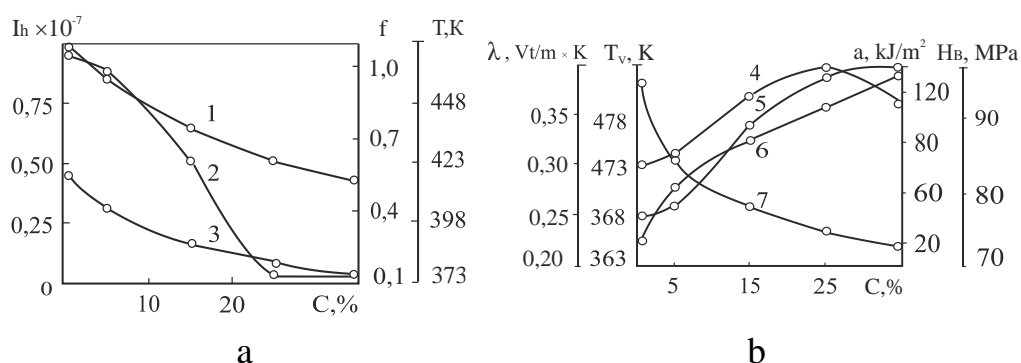 Ih ×10⁻⁷ f T,K
1,0
0,75 448
0,7
0,50 423
0,4 398
0,25
0 0,1 373
10 20 C,%
1
2
3
a
λ , Vt/m × K Tv, K a, kJ/m² HB, MPa
0,35 478 120 90
0,30 473 80
60 80
0,25 368
20 70
0,20 363
5 15 25 C,%
4
5
6
7
b